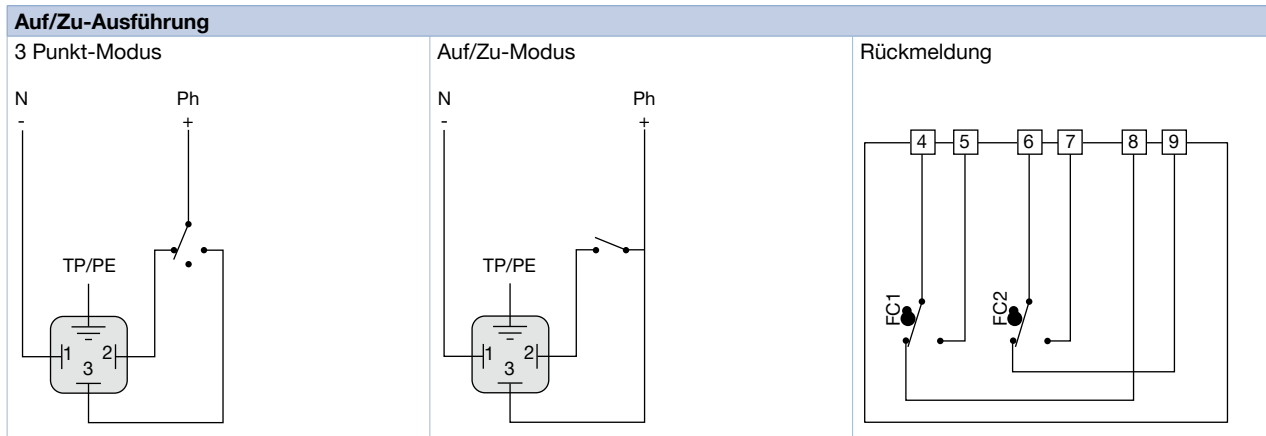 Auf/Zu-Ausführung
3 Punkt-Modus
N Ph
- +
TP/PE
1 2
3
Auf/Zu-Modus
N Ph
- +
TP/PE
1 2
3
Rückmeldung
4 5 6 7 8 9
FC1 FC2